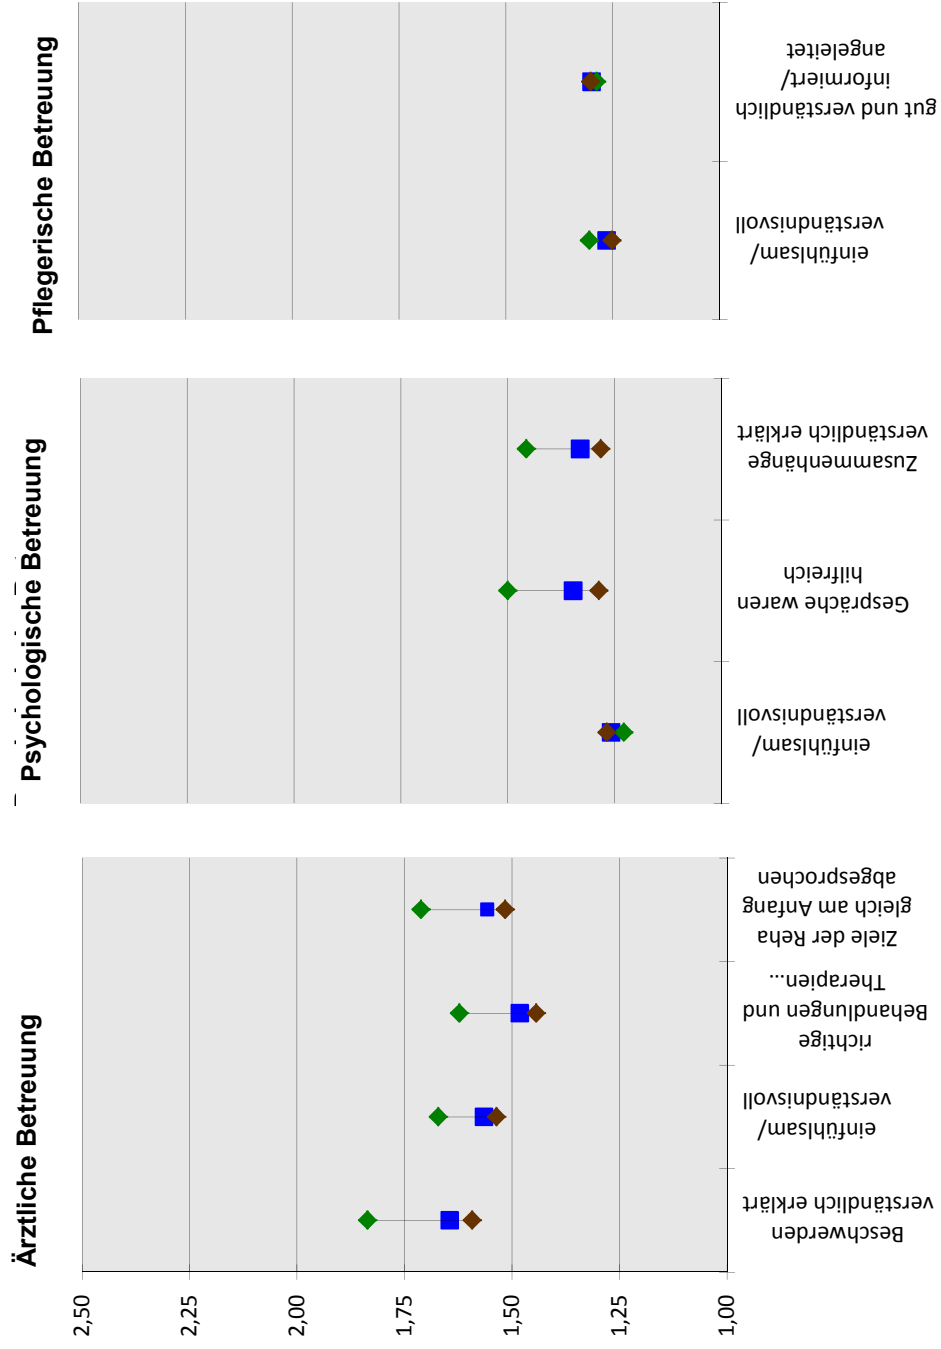 Ärztliche Betreuung
Psychologische Betreuung
Pflegerische Betreuung
2,50
2,25
2,00
1,75
1,50
1,25
1,00
Beschwerden
verständlich erklärt
einfühlsam/
verständnisvoll
richtige
Behandlungen und
Therapien...
Ziele der Reha
gleich am Anfang
abgesprochen
einfühlsam/
verständnisvoll
Gespräche waren
hilfreich
Zusammenhänge
verständlich erklärt
einfühlsam/
verständnisvoll
gut und verständlich
informiert/
angeleitet